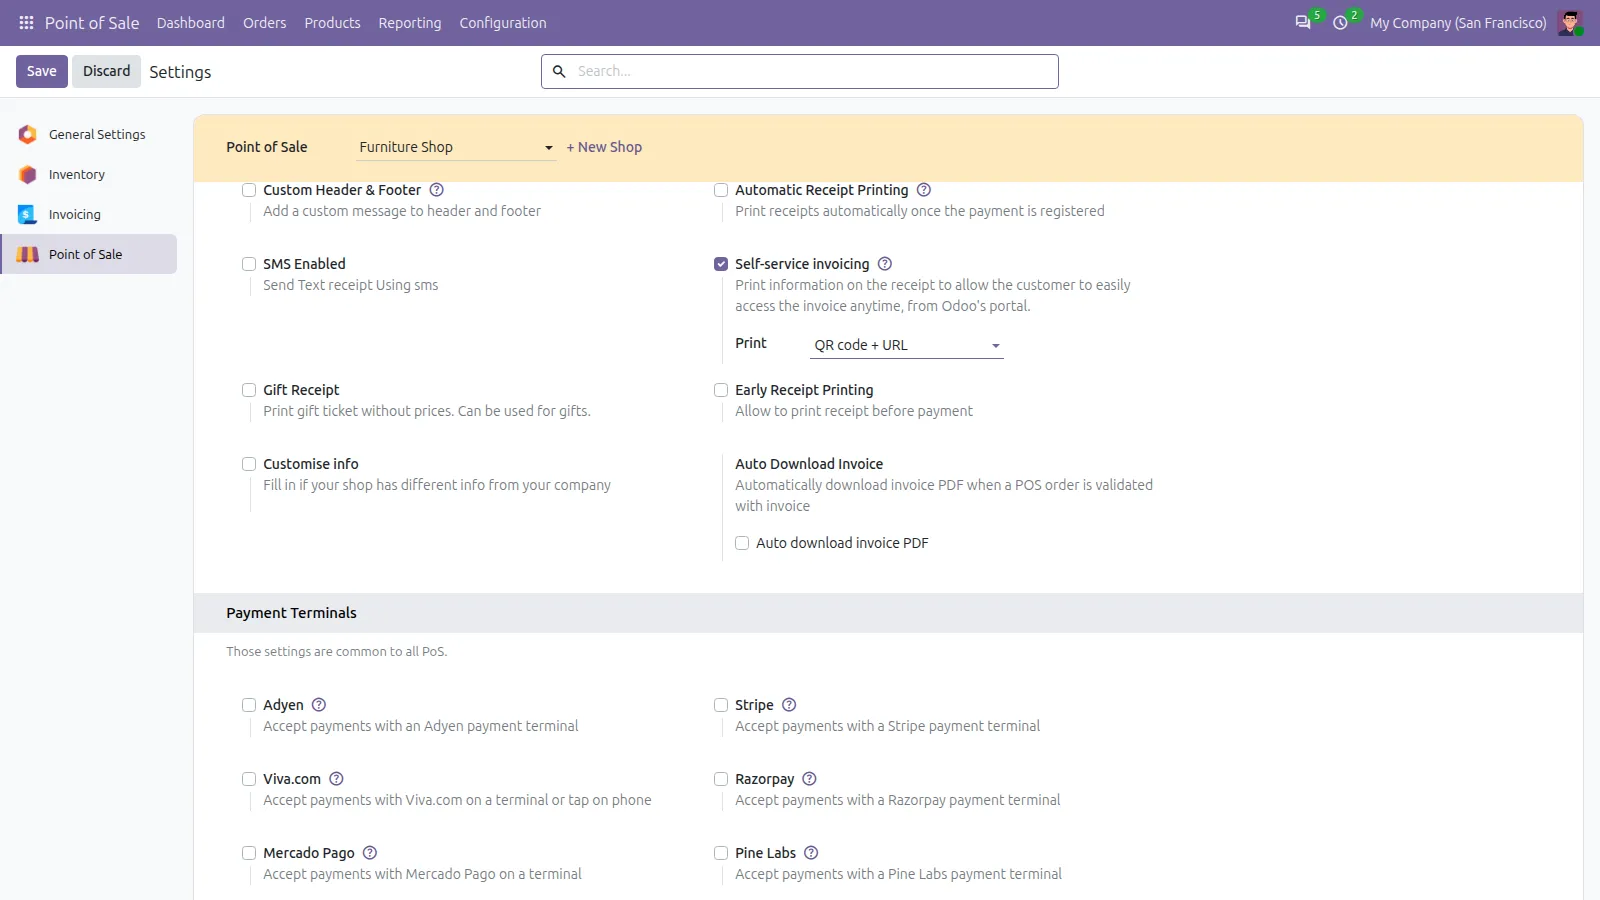 Point of Sale Dashboard Orders Products Reporting Configuration 5 2 My Company (San Francisco)
Save Discard Settings Search...
General Settings
Inventory
Invoicing
Point of Sale
Point of Sale Furniture Shop + New Shop
Custom Header & Footer ?
Add a custom message to header and footer
Automatic Receipt Printing ?
Print receipts automatically once the payment is registered
SMS Enabled
Send Text receipt Using sms
Self-service invoicing ?
Print information on the receipt to allow the customer to easily
access the invoice anytime, from Odoo's portal.
Print QR code + URL
Gift Receipt
Print gift ticket without prices. Can be used for gifts.
Early Receipt Printing
Allow to print receipt before payment
Customise info
Fill in if your shop has different info from your company
Auto Download Invoice
Automatically download invoice PDF when a POS order is validated
with invoice
Auto download invoice PDF
Payment Terminals
Those settings are common to all PoS.
Adyen ?
Accept payments with an Adyen payment terminal
Stripe ?
Accept payments with a Stripe payment terminal
Viva.com ?
Accept payments with Viva.com on a terminal or tap on phone
Razorpay ?
Accept payments with a Razorpay payment terminal
Mercado Pago ?
Accept payments with Mercado Pago on a terminal
Pine Labs ?
Accept payments with a Pine Labs payment terminal